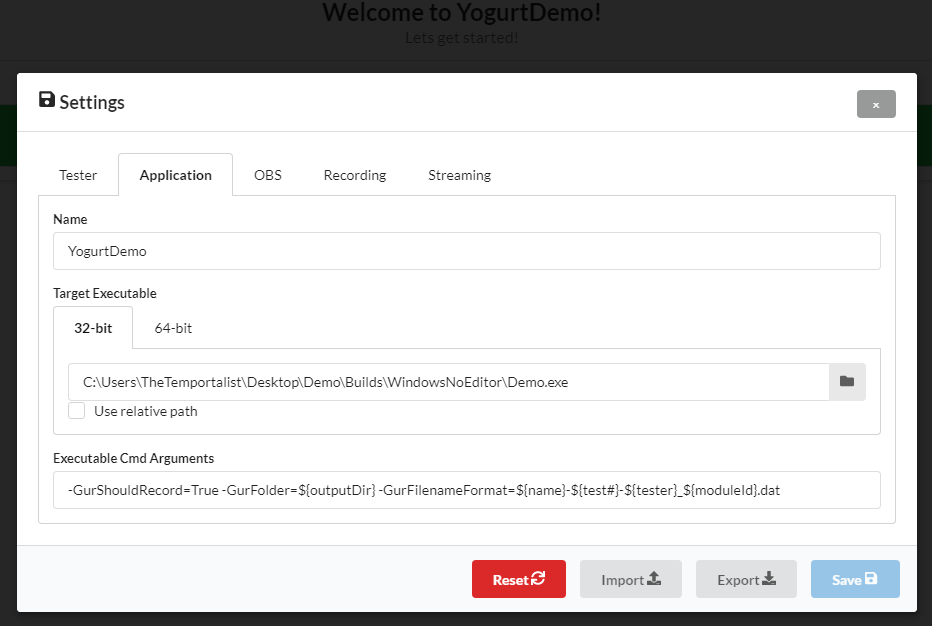 Welcome to YogurtDemo!
Lets get started!
Settings
x
Tester Application OBS Recording Streaming
Name
YogurtDemo
Target Executable
32-bit 64-bit
C:\Users\TheTemportalist\Desktop\Demo\Builds\WindowsNoEditor\Demo.exe
Use relative path
Executable Cmd Arguments
-GurShouldRecord=True -GurFolder=${outputDir} -GurFilenameFormat=${name}-${test#}-${tester}_${moduleId}.dat
Reset Import Export Save